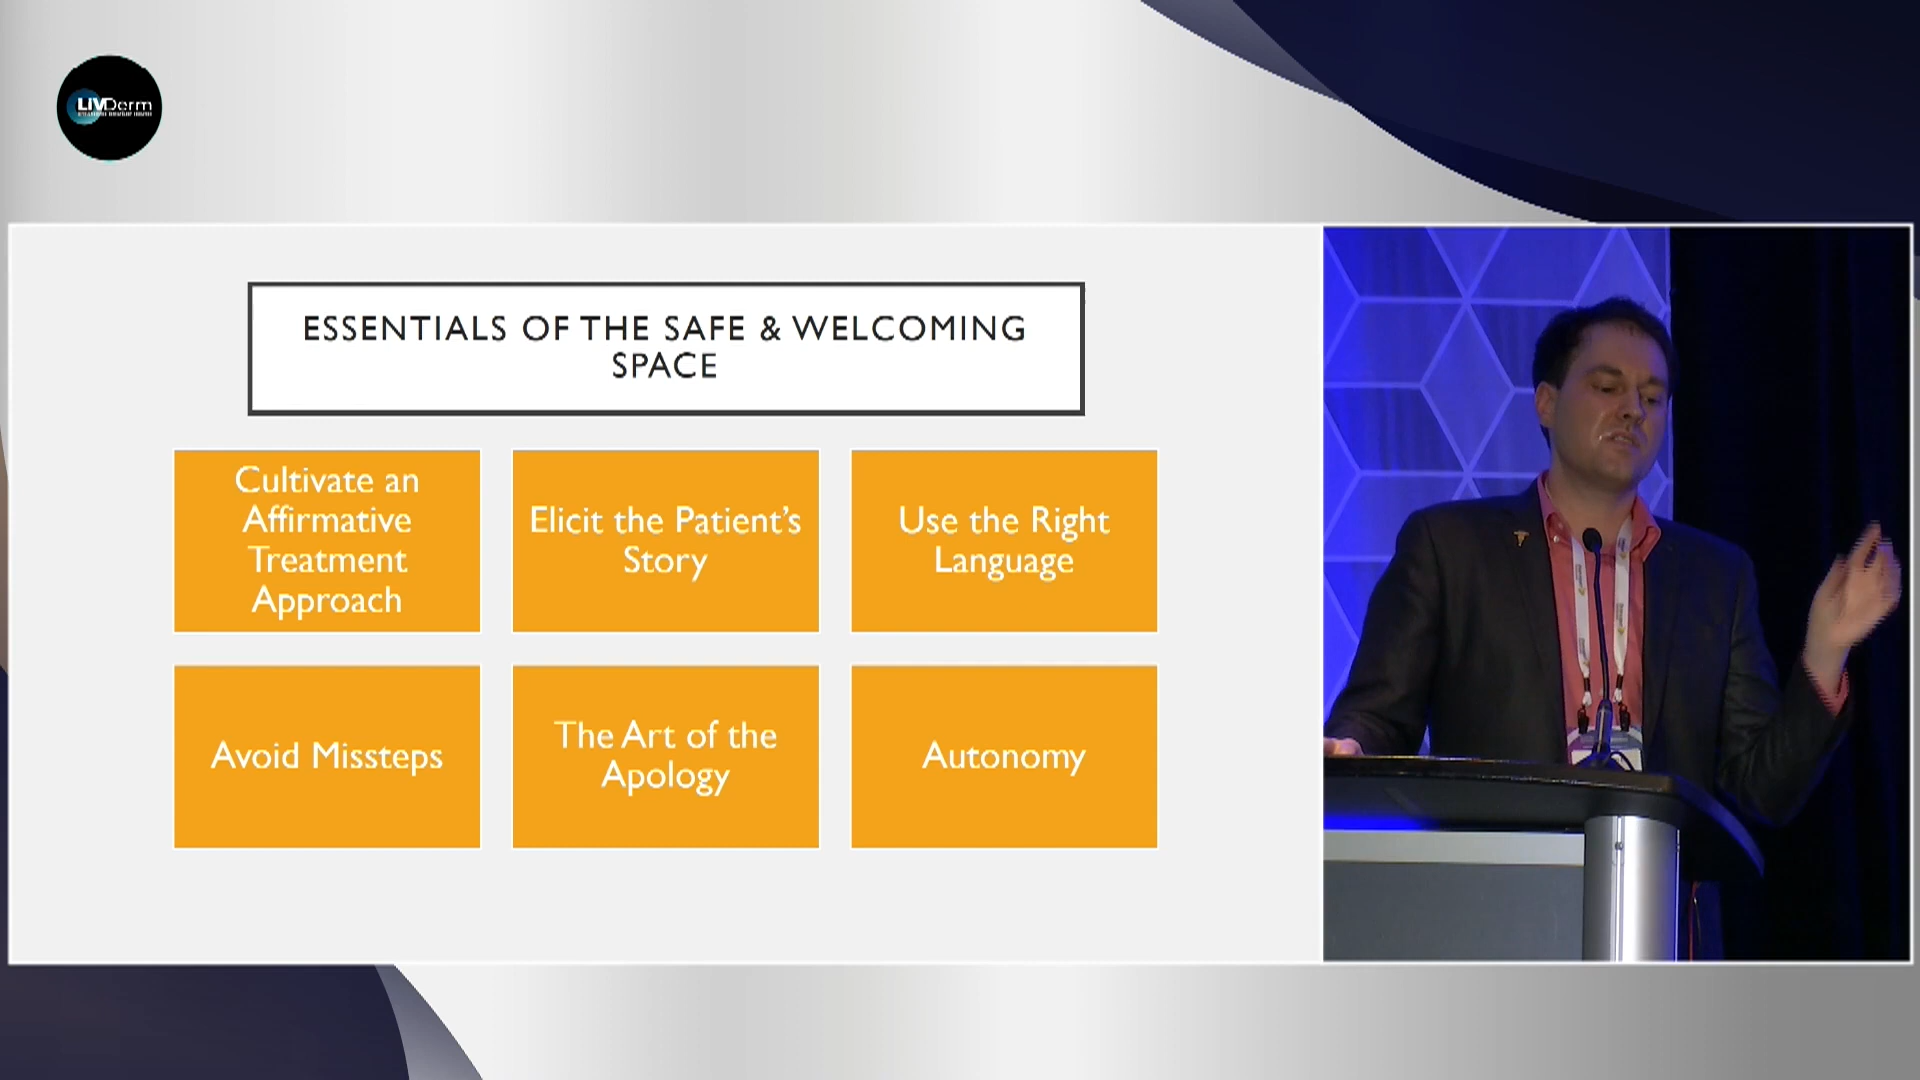 LIVDerm
ESSENTIALS OF THE SAFE & WELCOMING
SPACE
Cultivate an
Affirmative
Treatment
Approach
Elicit the Patient's
Story
Use the Right
Language
Avoid Missteps
The Art of the
Apology
Autonomy